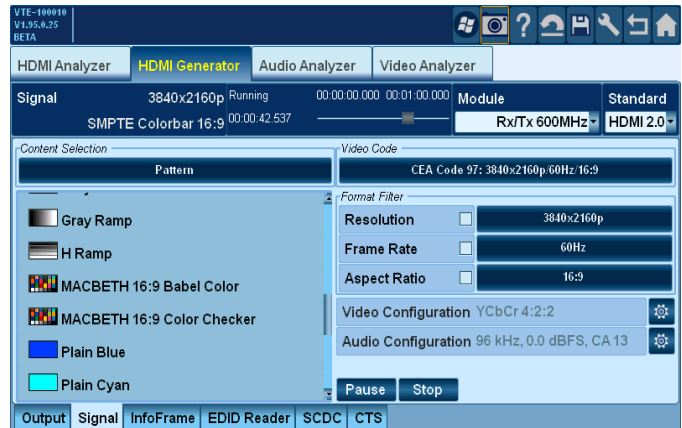 VTE-100010
V1.95.0.25
BETA
?
HDMI Analyzer
HDMI Generator
Audio Analyzer
Video Analyzer
Signal
3840x2160p
SMPTE Colorbar 16:9
Running
00:00:00.000
00:01:00.000
00:00:42.537
Module
Rx/Tx 600MHz
Standard
HDMI 2.0
Content Selection
Pattern
Video Code
CEA Code 97: 3840x2160p/60Hz/16:9
Gray Ramp
H Ramp
MACBETH 16:9 Babel Color
MACBETH 16:9 Color Checker
Plain Blue
Plain Cyan
Format Filter
Resolution
3840x2160p
Frame Rate
60Hz
Aspect Ratio
16:9
Video Configuration YCbCr 4:2:2
Audio Configuration 96 kHz, 0.0 dBFS, CA 13
Pause
Stop
Output
Signal
InfoFrame
EDID Reader
SCDC
CTS